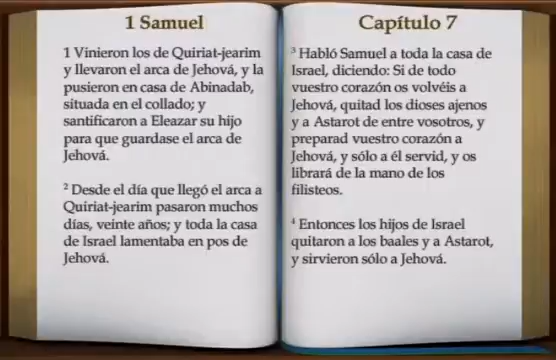 1 Samuel
1 Vinieron los de Quiriat-jearim
y llevaron el arca de Jehová, y la
pusieron en casa de Abinadab,
situada en el collado; y
santificaron a Eleazar su hijo
para que guardase el arca de
Jehová.
2 Desde el día que llegó el arca a
Quiriat-jearim pasaron muchos
días, veinte años; y toda la casa
de Israel lamentaba en pos de
Jehová.
Capítulo 7
3 Habló Samuel a toda la casa de
Israel, diciendo: Si de todo
vuestro corazón os volvéis a
Jehová, quitad los dioses ajenos
y a Astarot de entre vosotros, y
preparad vuestro corazón a
Jehová, y sólo a él servid, y os
librará de la mano de los
filisteos.
4 Entonces los hijos de Israel
quitaron a los baales y a Astarot,
y sirvieron sólo a Jehová.